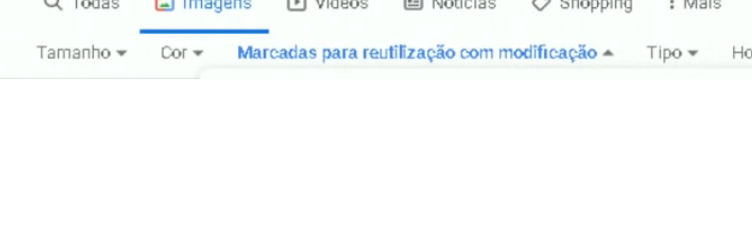 Todas Imagens Vídeos Notícias Shopping Mais
Tamanho Cor Marcadas para reutilização com modificação Tipo